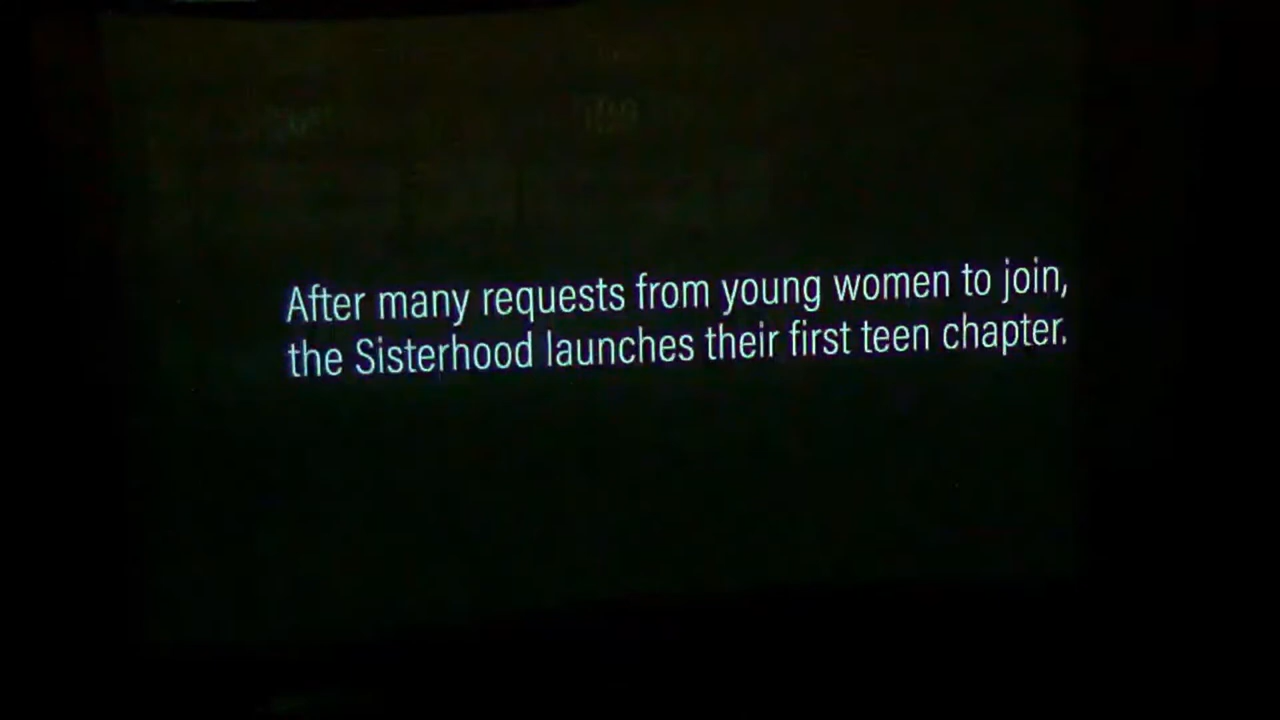 After many requests from young women to join,
the Sisterhood launches their first teen chapter.